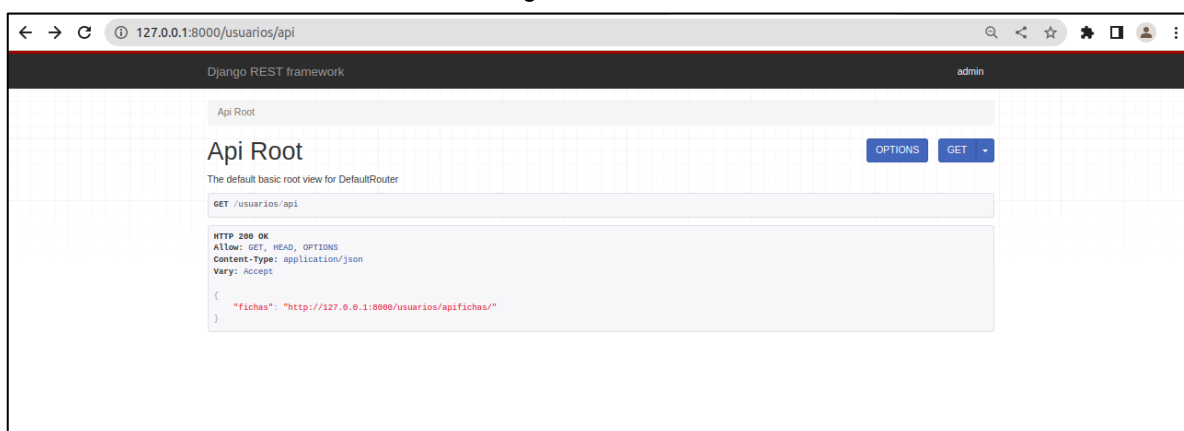 127.0.0.1:8000/usuarios/api
Django REST framework admin
Api Root
Api Root OPTIONS GET
The default basic root view for DefaultRouter
GET /usuarios/api
HTTP 200 OK
Allow: GET, HEAD, OPTIONS
Content-Type: application/json
Vary: Accept
{
"fichas": "http://127.0.0.1:8000/usuarios/apifichas/"
}